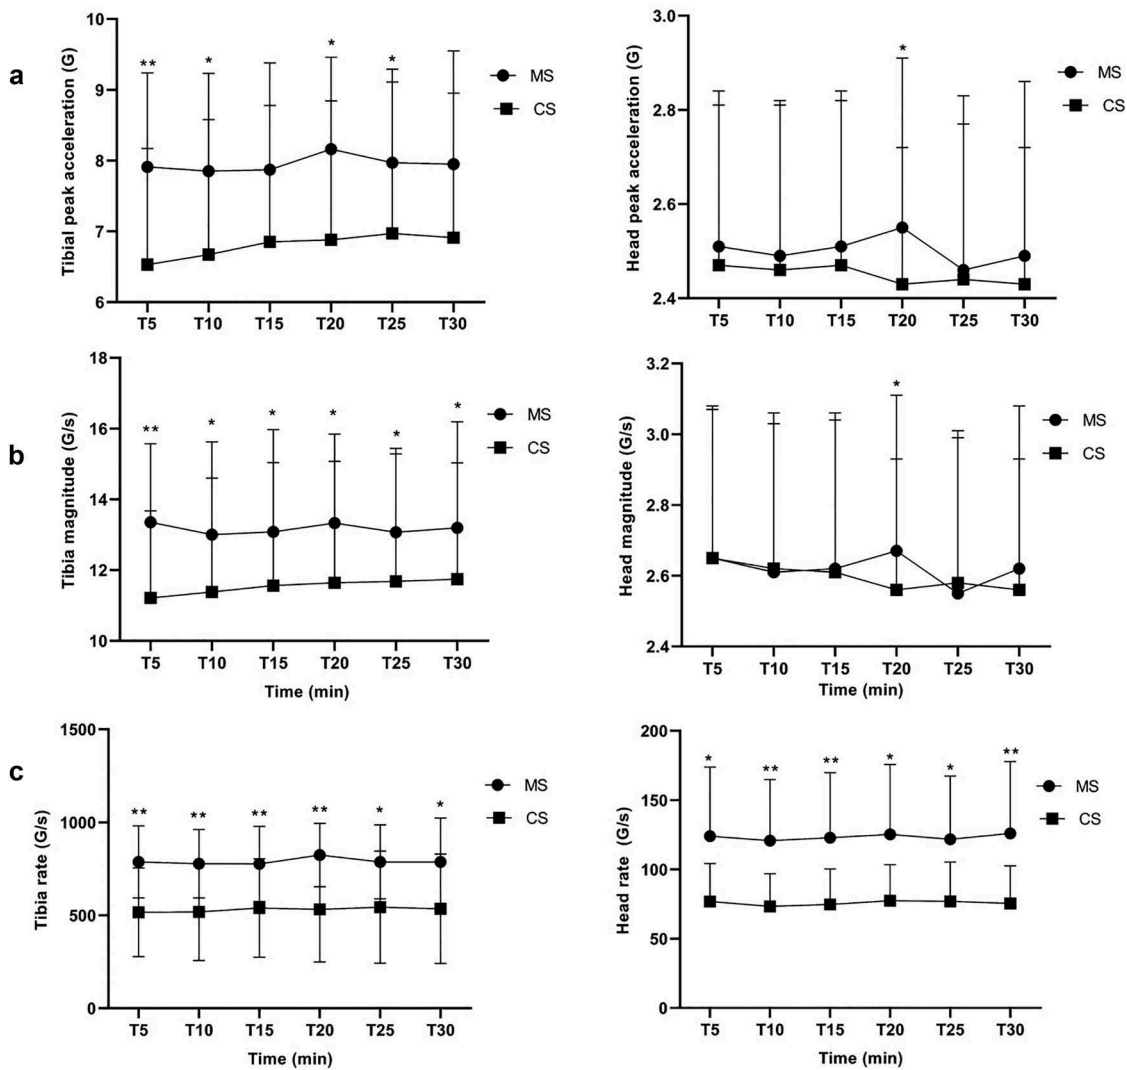 a
Tibial peak acceleration (G)
10
9
8
7
6
** * * *
T5 T10 T15 T20 T25 T30
MS
CS
Head peak acceleration (G)
3.0
2.8
2.6
2.4
*
T5 T10 T15 T20 T25 T30
MS
CS
b
Tibia magnitude (G/s)
18
16
14
12
10
** * * * * *
T5 T10 T15 T20 T25 T30
Time (min)
MS
CS
Head magnitude (G/s)
3.2
3.0
2.8
2.6
2.4
*
T5 T10 T15 T20 T25 T30
Time (min)
MS
CS
c
Tibia rate (G/s)
1500
1000
500
0
** ** ** ** * *
T5 T10 T15 T20 T25 T30
Time (min)
MS
CS
Head rate (G/s)
200
150
100
50
0
* ** ** * * **
T5 T10 T15 T20 T25 T30
Time (min)
MS
CS